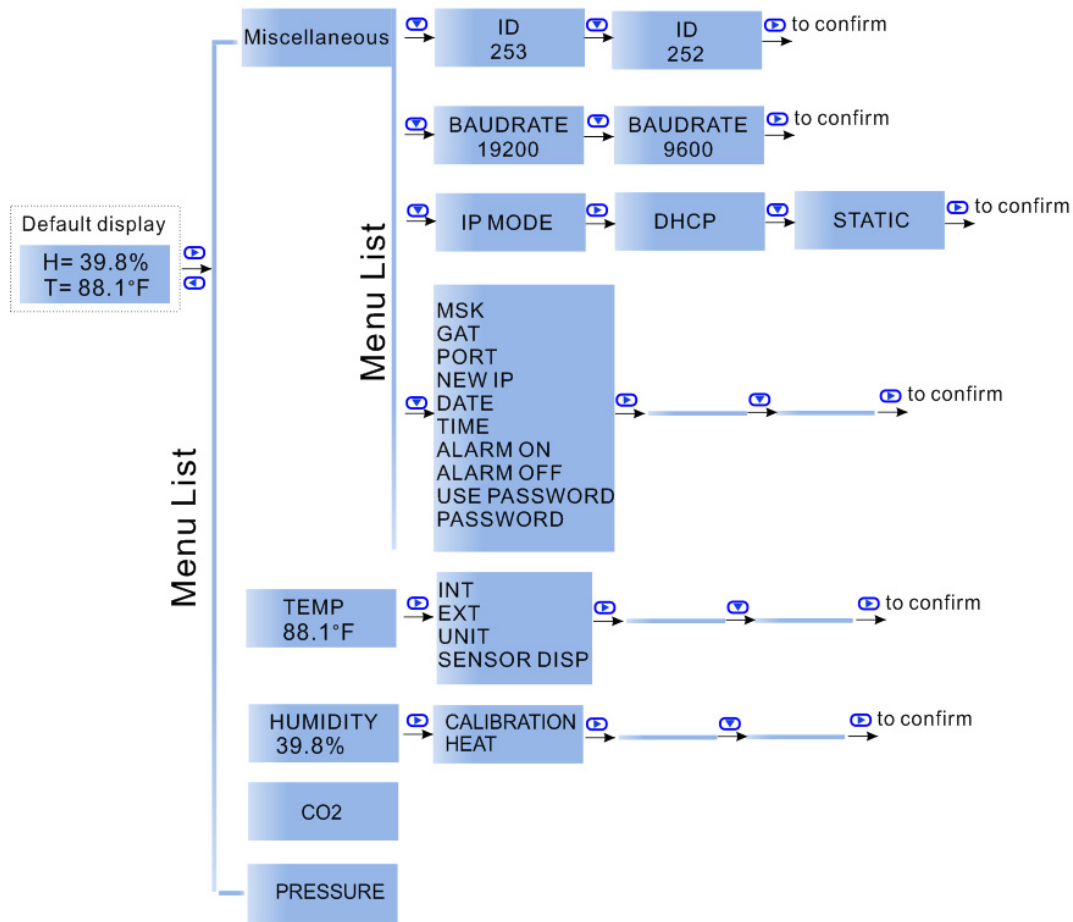 Miscellaneous
ID
253
ID
252
to confirm
BAUDRATE
19200
BAUDRATE
9600
to confirm
IP MODE
DHCP
STATIC
to confirm
Default display
H= 39.8%
T= 88.1°F
Menu List
Menu List
MSK
GAT
PORT
NEW IP
DATE
TIME
ALARM ON
ALARM OFF
USE PASSWORD
PASSWORD
to confirm
TEMP
88.1°F
INT
EXT
UNIT
SENSOR DISP
to confirm
HUMIDITY
39.8%
CALIBRATION
HEAT
to confirm
CO2
PRESSURE